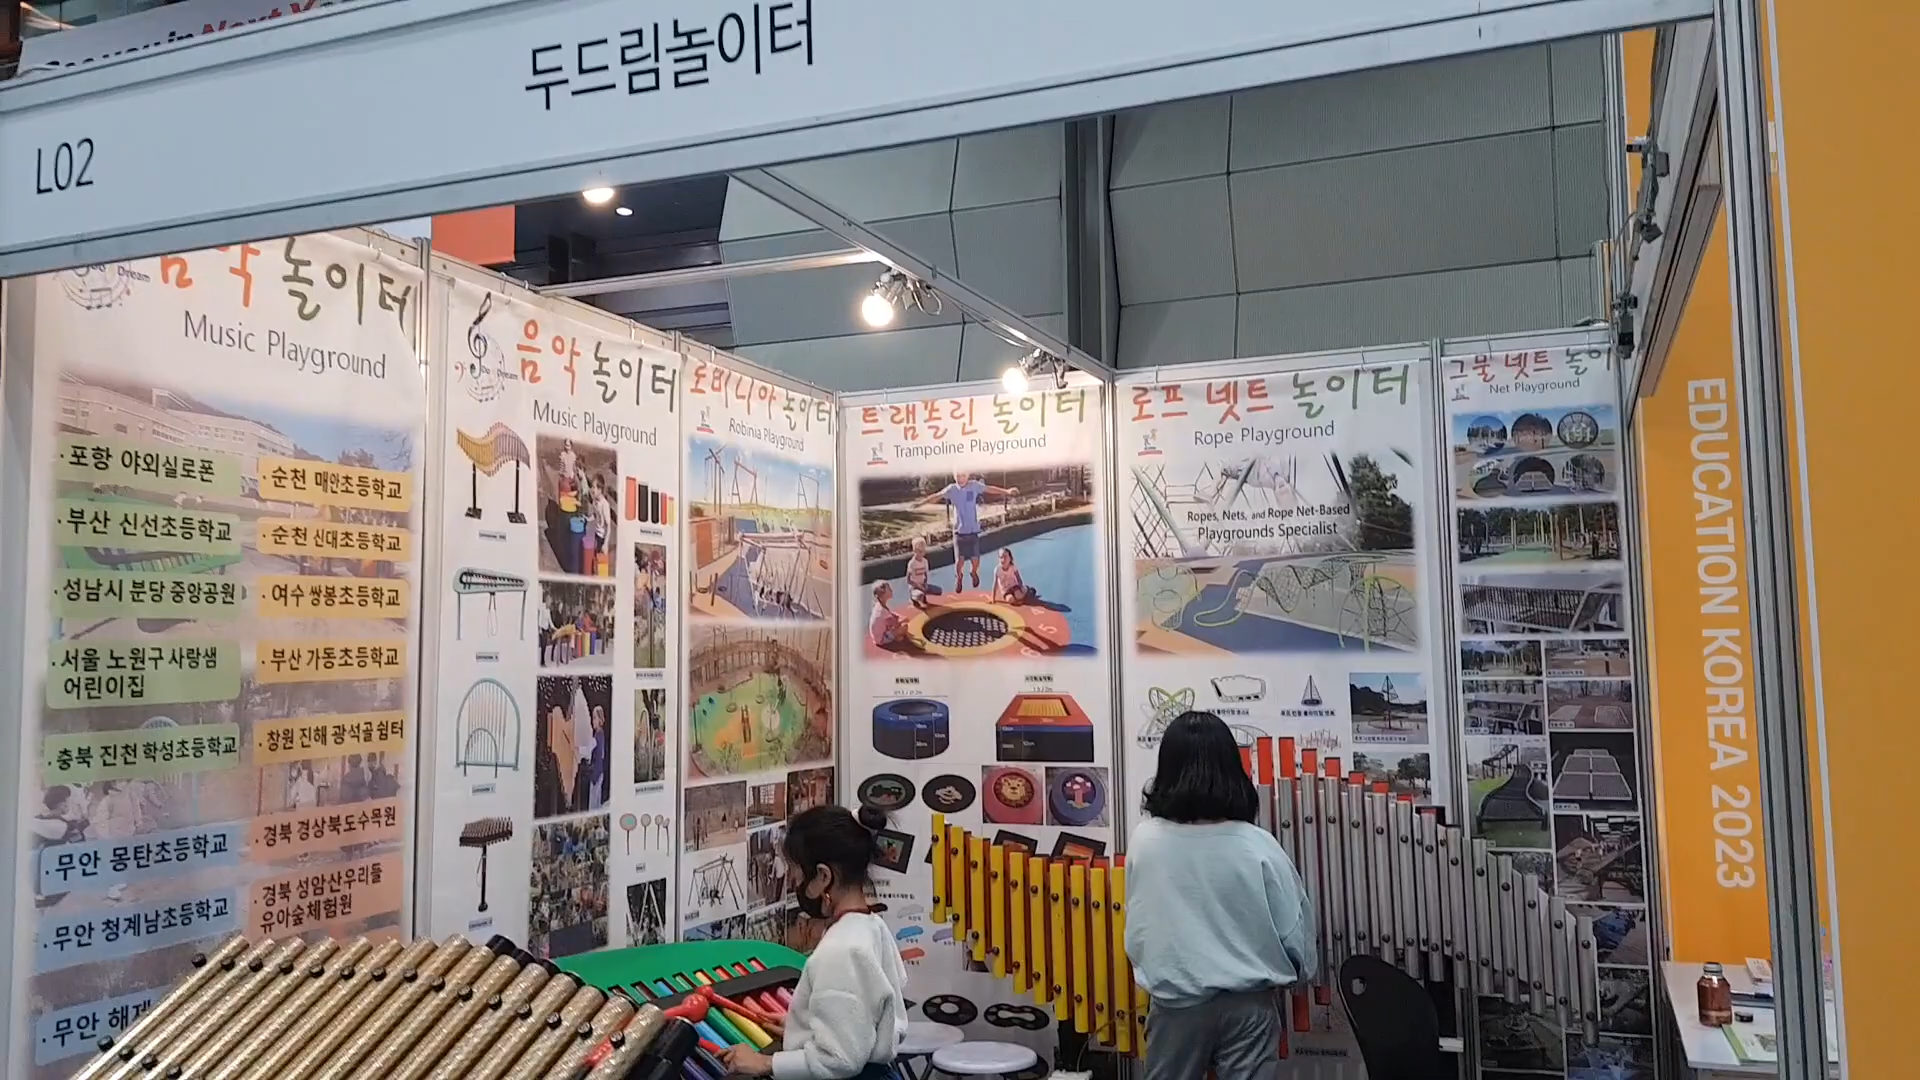 두드림놀이터
L02
음악 놀이터
Music Playground
· 포항 야외실로폰
· 부산 신선초등학교
· 성남시 분당 중앙공원
· 서울 노원구 사랑샘
어린이집
· 충북 진천 학성초등학교
· 무안 몽탄초등학교
· 무안 청계남초등학교
· 무안 해제
· 순천 매안초등학교
· 순천 신대초등학교
· 여수 쌍봉초등학교
· 부산 가동초등학교
· 창원 진해 광석골 쉼터
· 경북 경상북도수목원
· 경북 성암산우리들
유아숲체험원
Do Dream
음악 놀이터
Music Playground
로비니아 놀이터
Robinia Playground
트램폴린 놀이터
Trampoline Playground
로프 넷트 놀이터
Rope Playground
Ropes, Nets, and Rope Net-Based
Playgrounds Specialist
그물 넷트 놀이
Net Playground
EDUCATION KOREA 2023